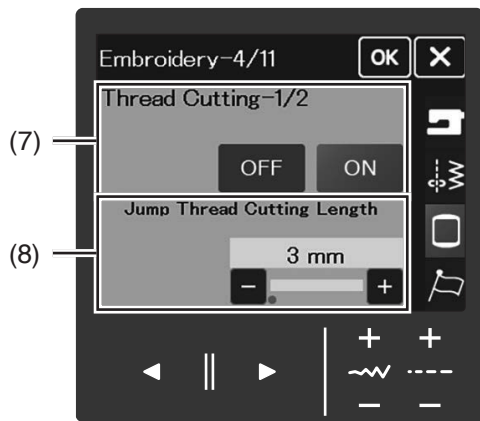 Embroidery-4/11
OK
Thread Cutting-1/2
(7)
OFF ON
Jump Thread Cutting Length
(8)
3 mm
- +
+ +
- -